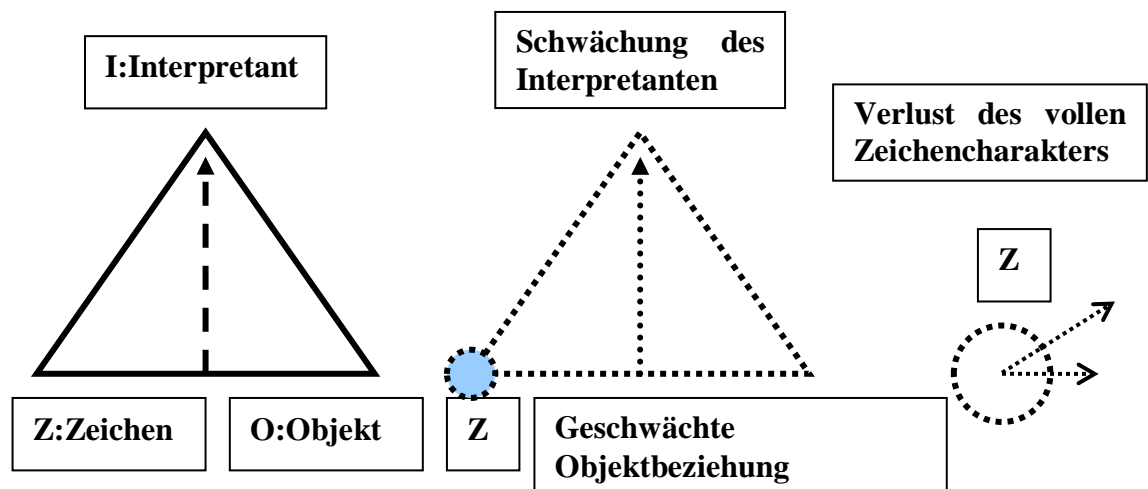 I:Interpretant
Schwächung des
Interpretanten
Verlust des vollen
Zeichencharakters
Z
Z:Zeichen
O:Objekt
Z
Geschwächte
Objektbeziehung